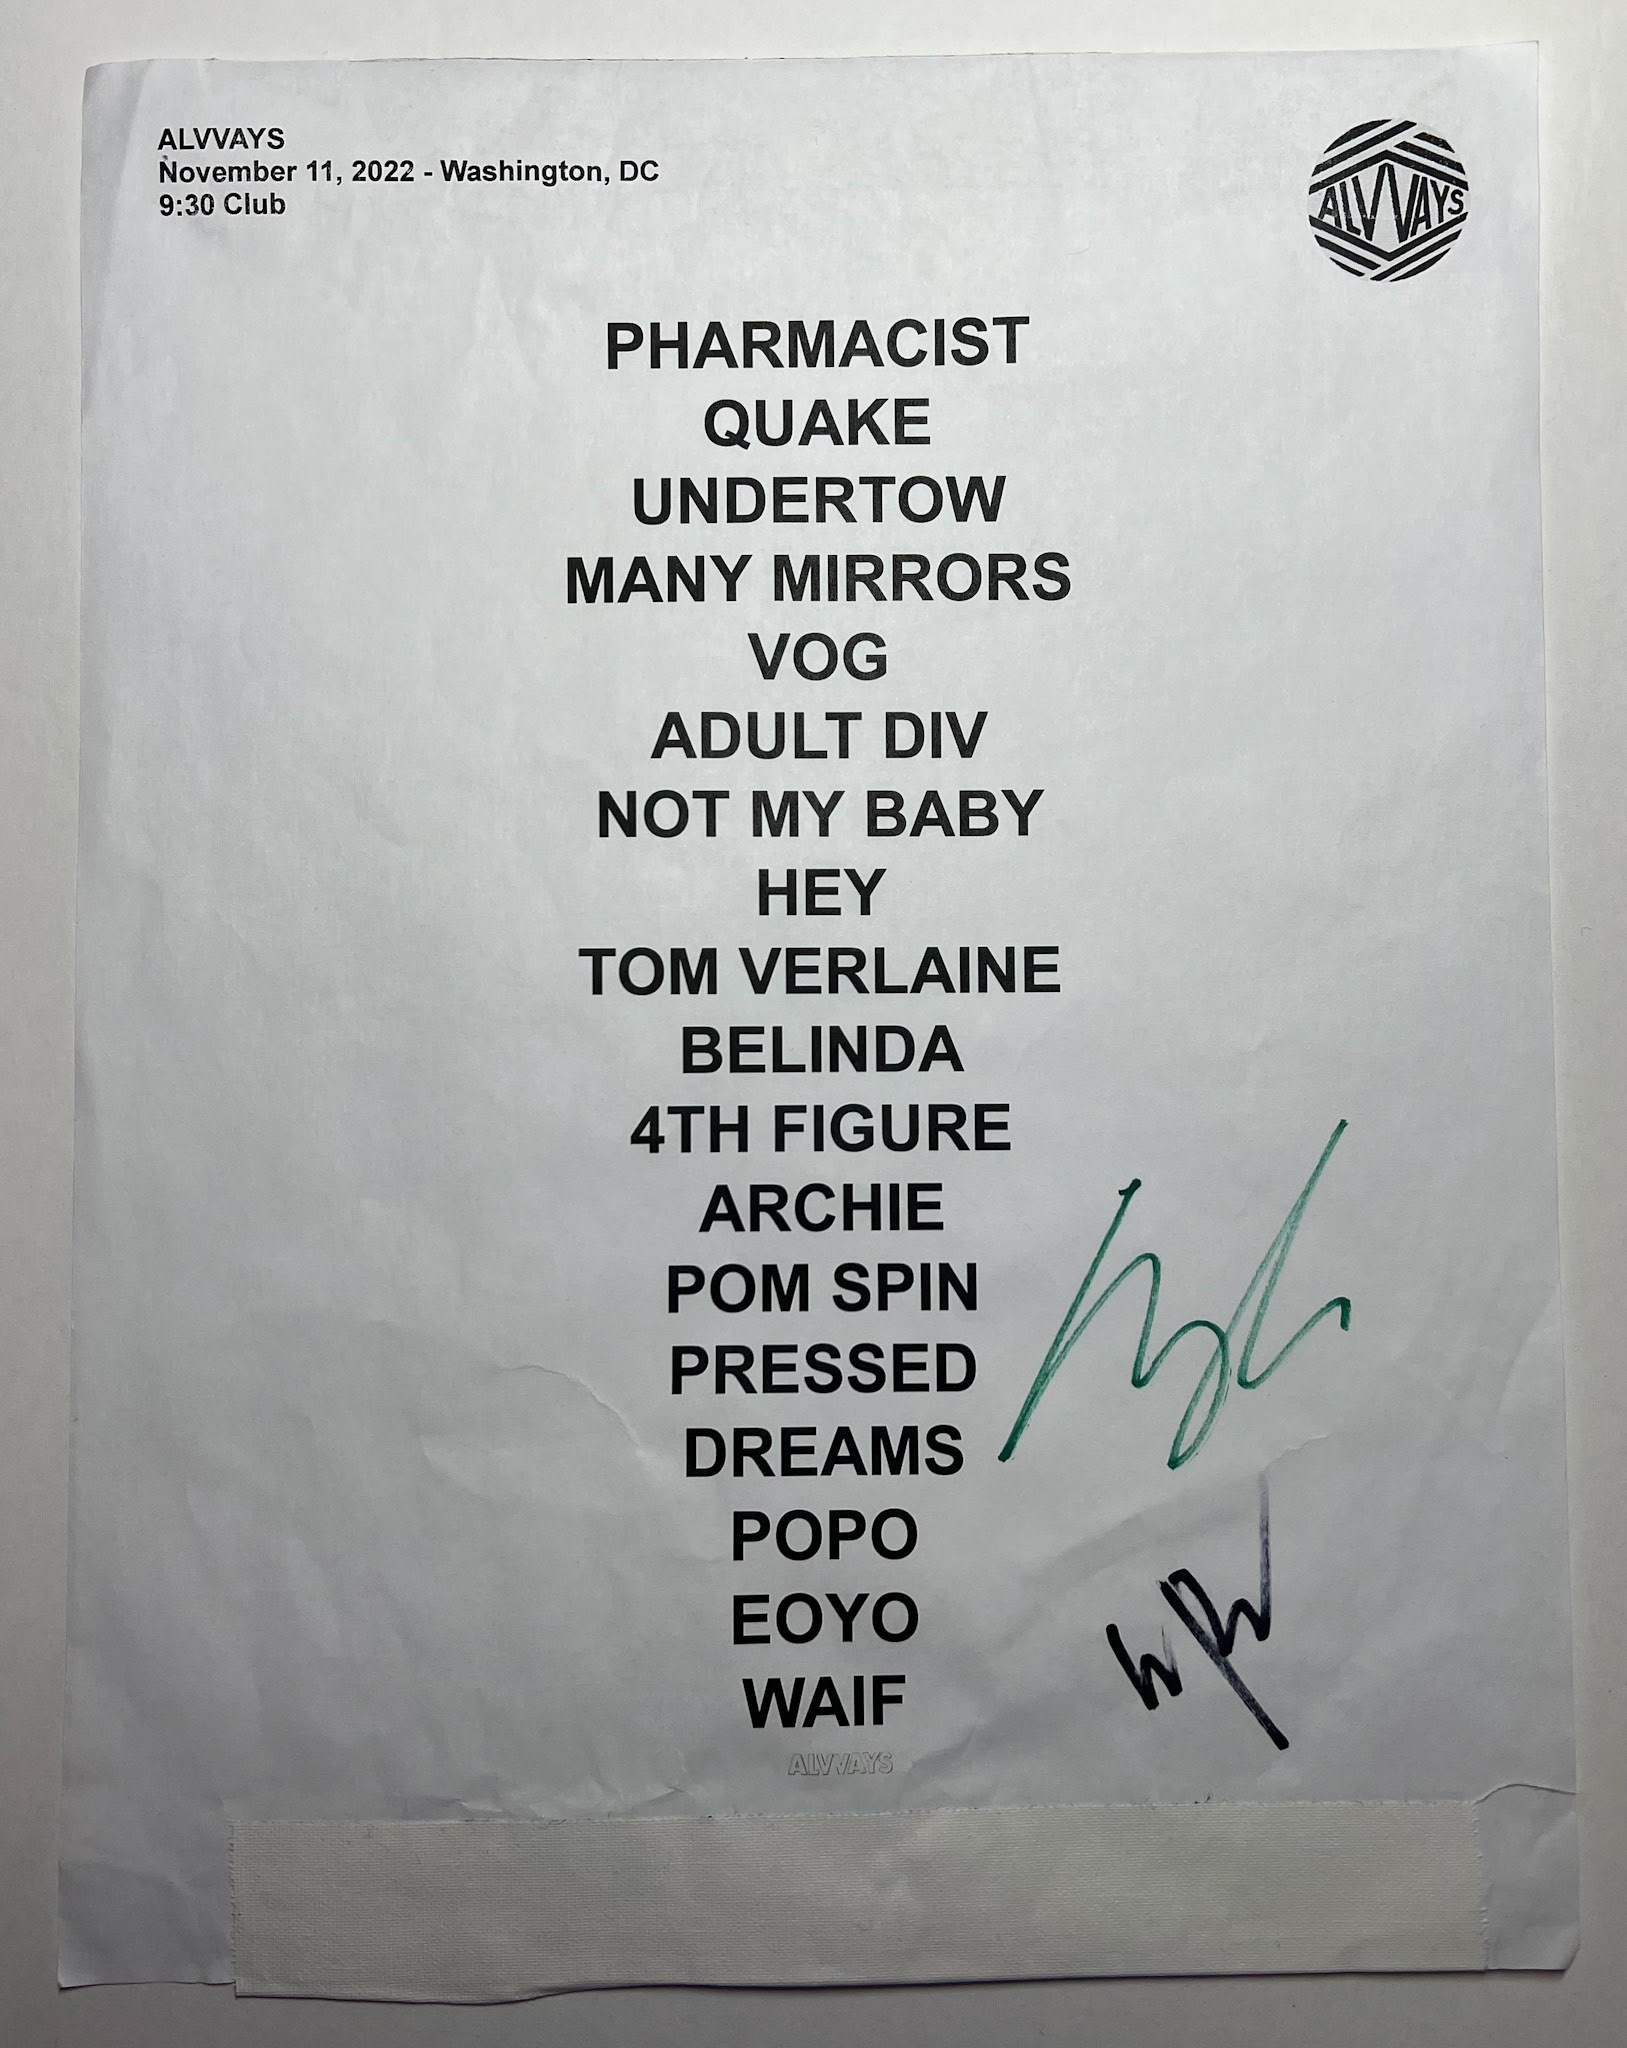 ALVVAYS
November 11, 2022 - Washington, DC
9:30 Club
ALVVAYS
PHARMACIST
QUAKE
UNDERTOW
MANY MIRRORS
VOG
ADULT DIV
NOT MY BABY
HEY
TOM VERLAINE
BELINDA
4TH FIGURE
ARCHIE
POM SPIN
PRESSED
DREAMS
POPO
EOYO
WAIF
ALVVAYS